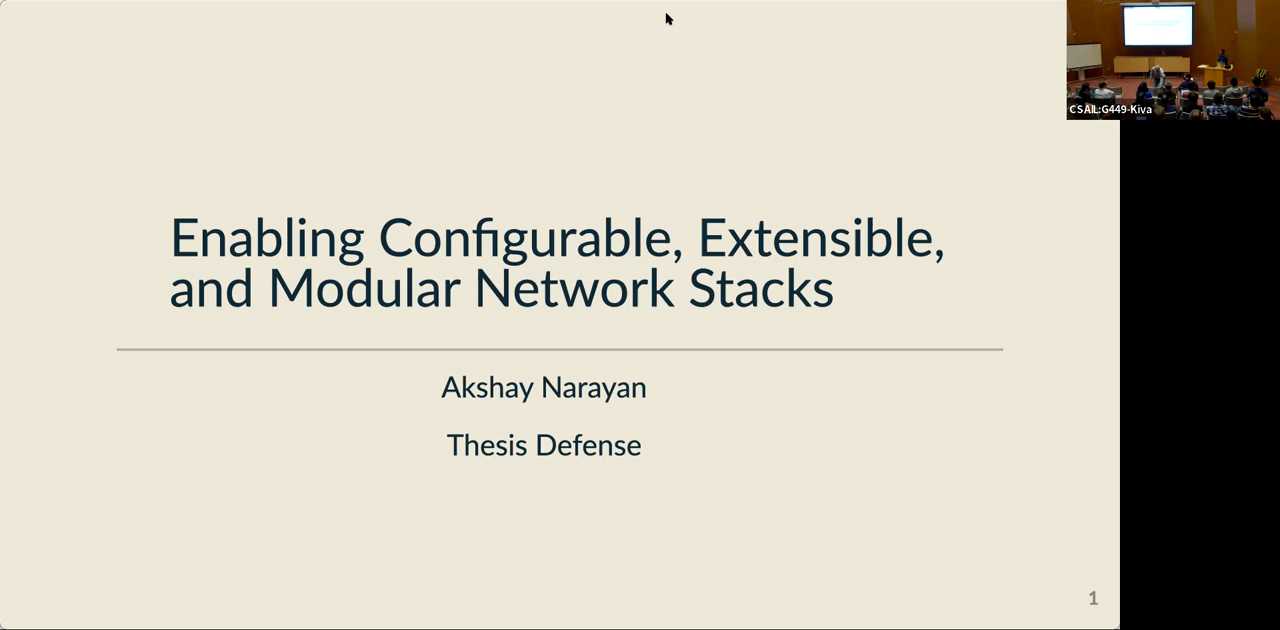 Enabling Configurable, Extensible,
and Modular Network Stacks
Akshay Narayan
Thesis Defense
1
CSAIL:G449-Kiva